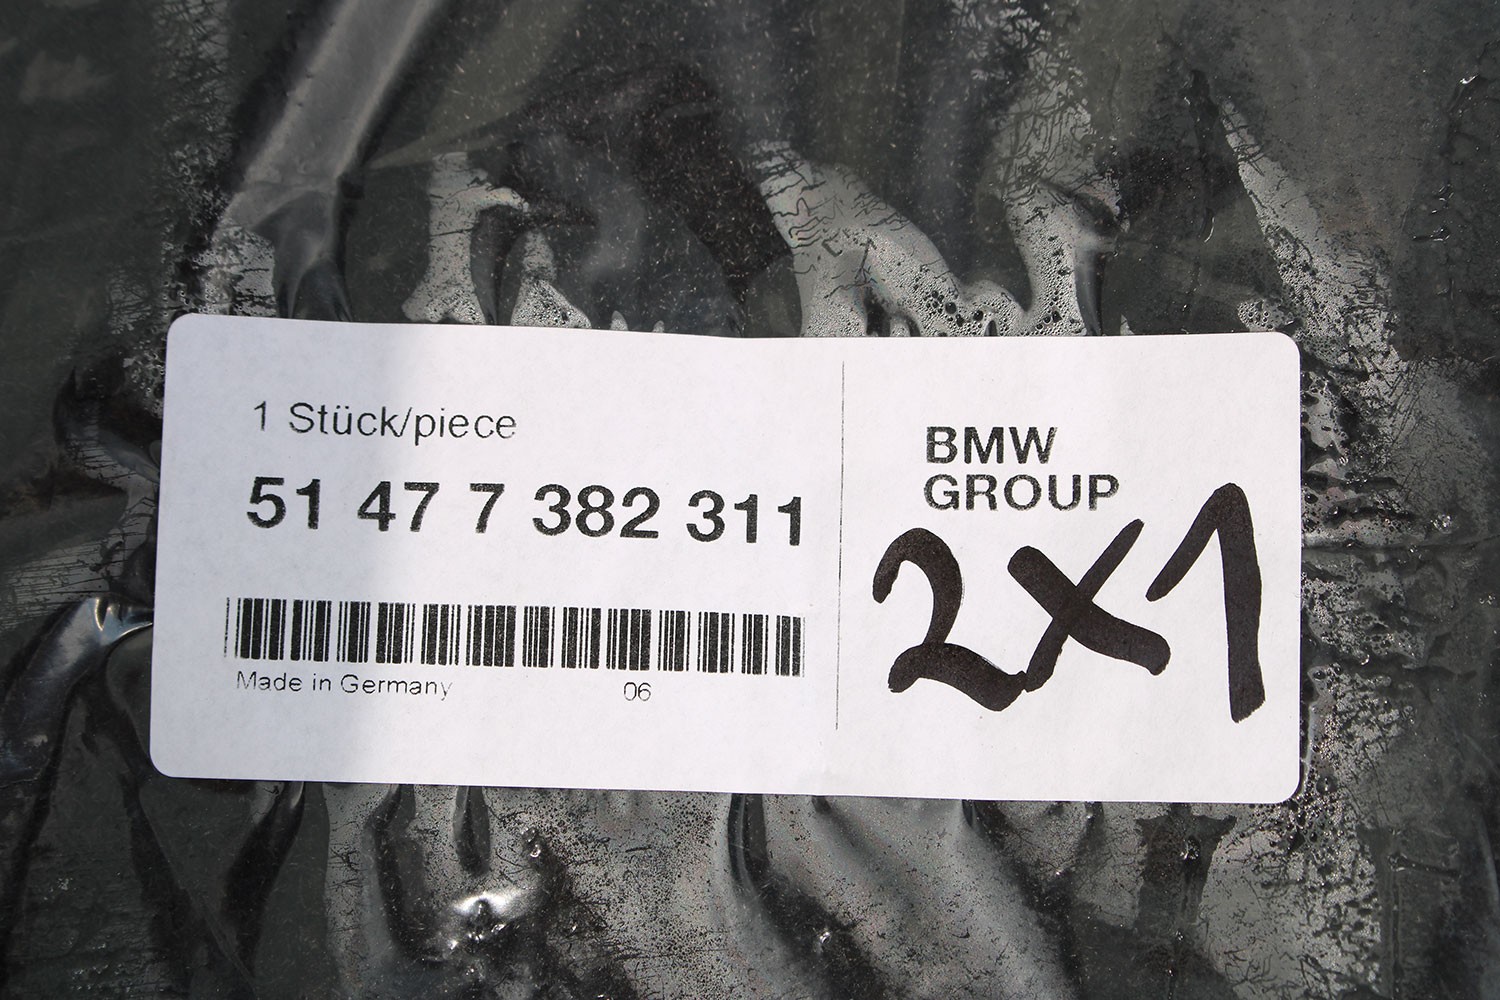 1 Stück/piece
51 47 7 382 311
Made in Germany 06
BMW
GROUP
2x1